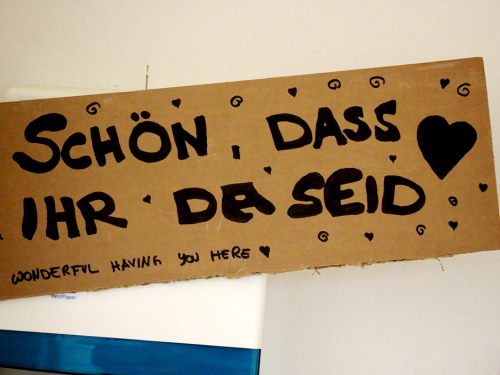 SCHÖN, DASS
IHR DA SEID
WONDERFUL HAVING YOU HERE